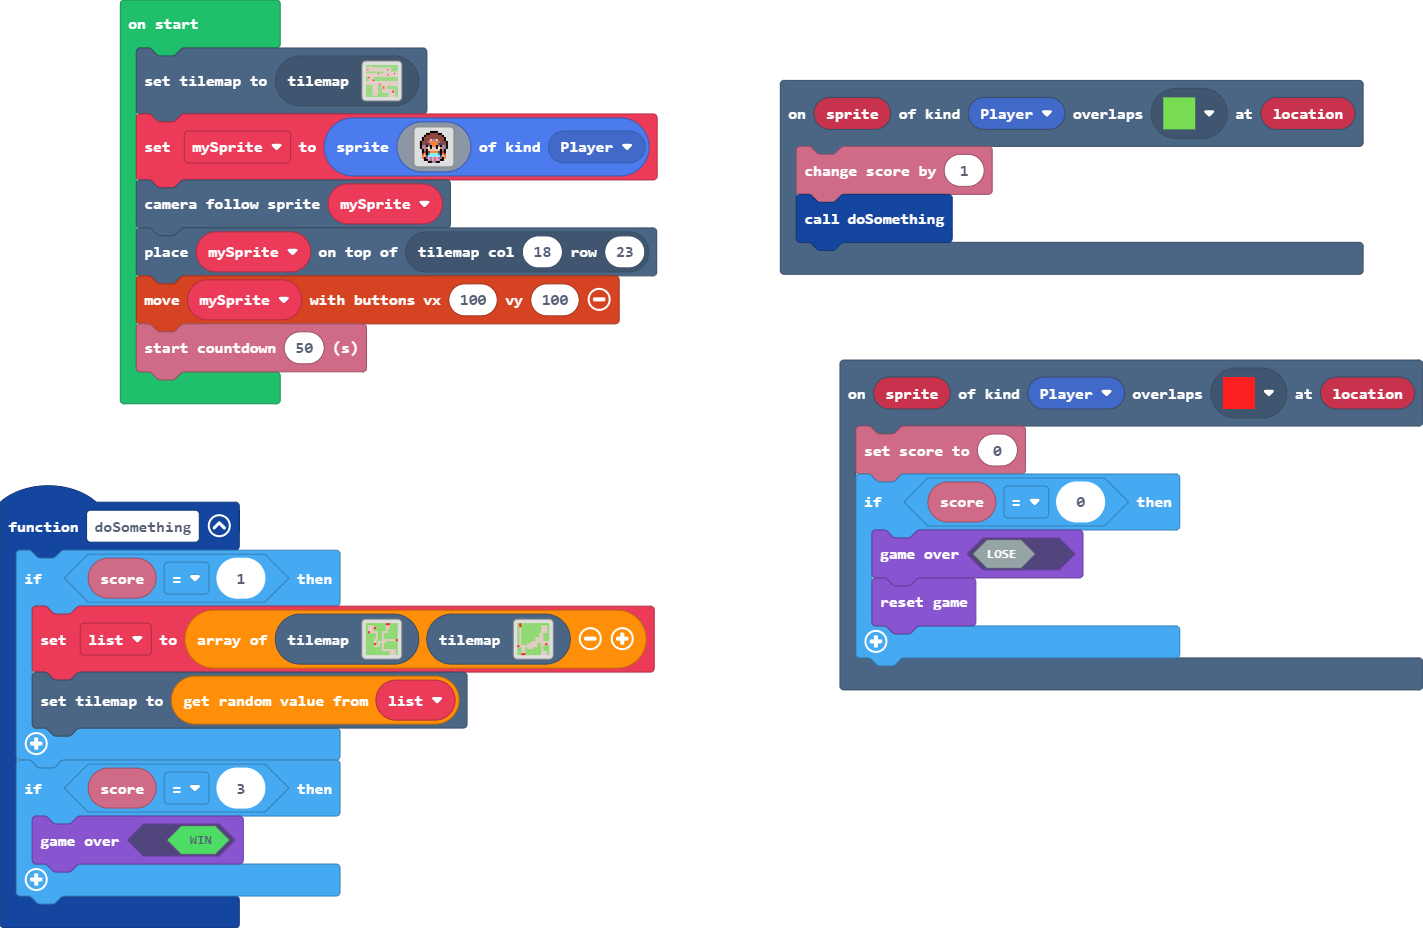 on start
set tilemap to tilemap
set mySprite to sprite of kind Player
camera follow sprite mySprite
place mySprite on top of tilemap col 18 row 23
move mySprite with buttons vx 100 vy 100
start countdown 50 (s)
on sprite of kind Player overlaps at location
change score by 1
call doSomething
on sprite of kind Player overlaps at location
set score to 0
if score = 0 then
game over LOSE
reset game
function doSomething
if score = 1 then
set list to array of tilemap tilemap
set tilemap to get random value from list
if score = 3 then
game over WIN